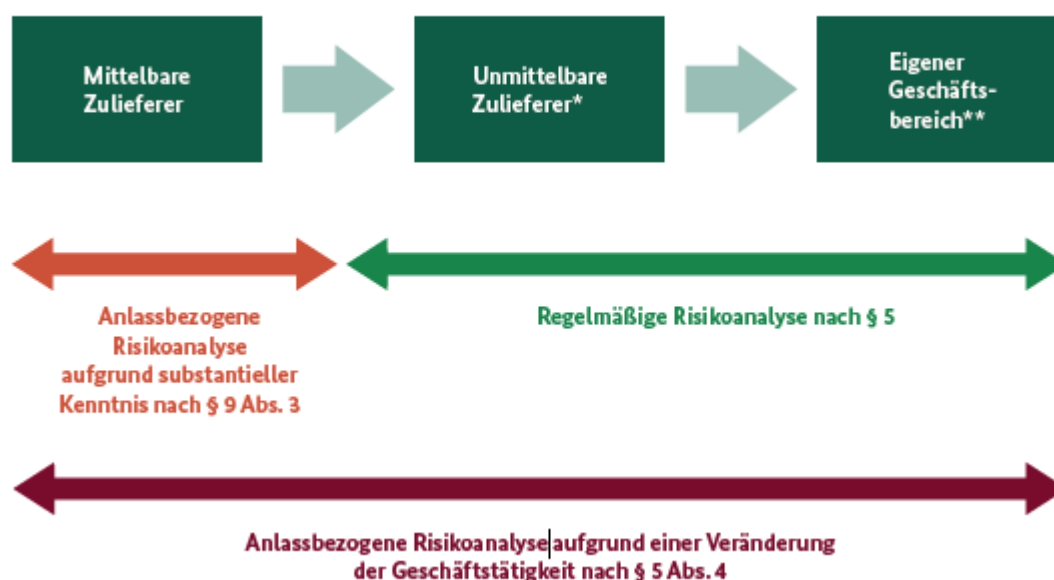 Mittelbare
Zulieferer
Unmittelbare
Zulieferer*
Eigener
Geschäfts-
bereich**
Anlassbezogene
Risikoanalyse
aufgrund substantieller
Kenntnis nach § 9 Abs. 3
Regelmäßige Risikoanalyse nach § 5
Anlassbezogene Risikoanalyse aufgrund einer Veränderung
der Geschäftstätigkeit nach § 5 Abs. 4